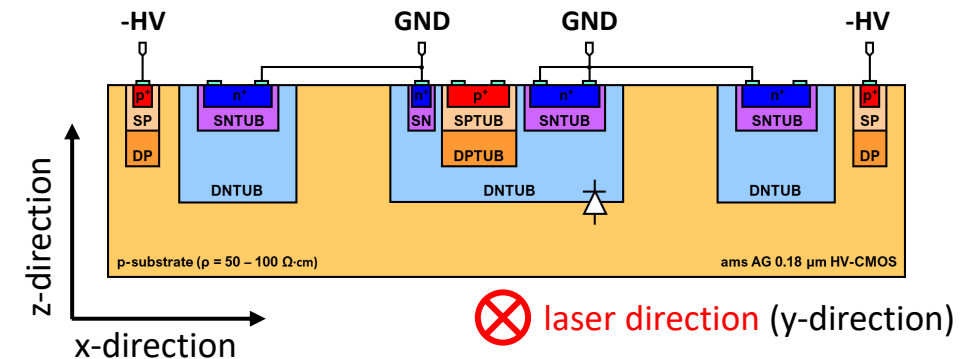 -HV GND GND -HV
p+ n+ n+ p+ n+ n+ p+
SP SNTUB SN SPTUB SNTUB SNTUB SP
DP DPTUB DP
DNTUB DNTUB DNTUB
p-substrate (ρ = 50 – 100 Ω·cm) ams AG 0.18 µm HV-CMOS
z-direction
x-direction
laser direction (y-direction)